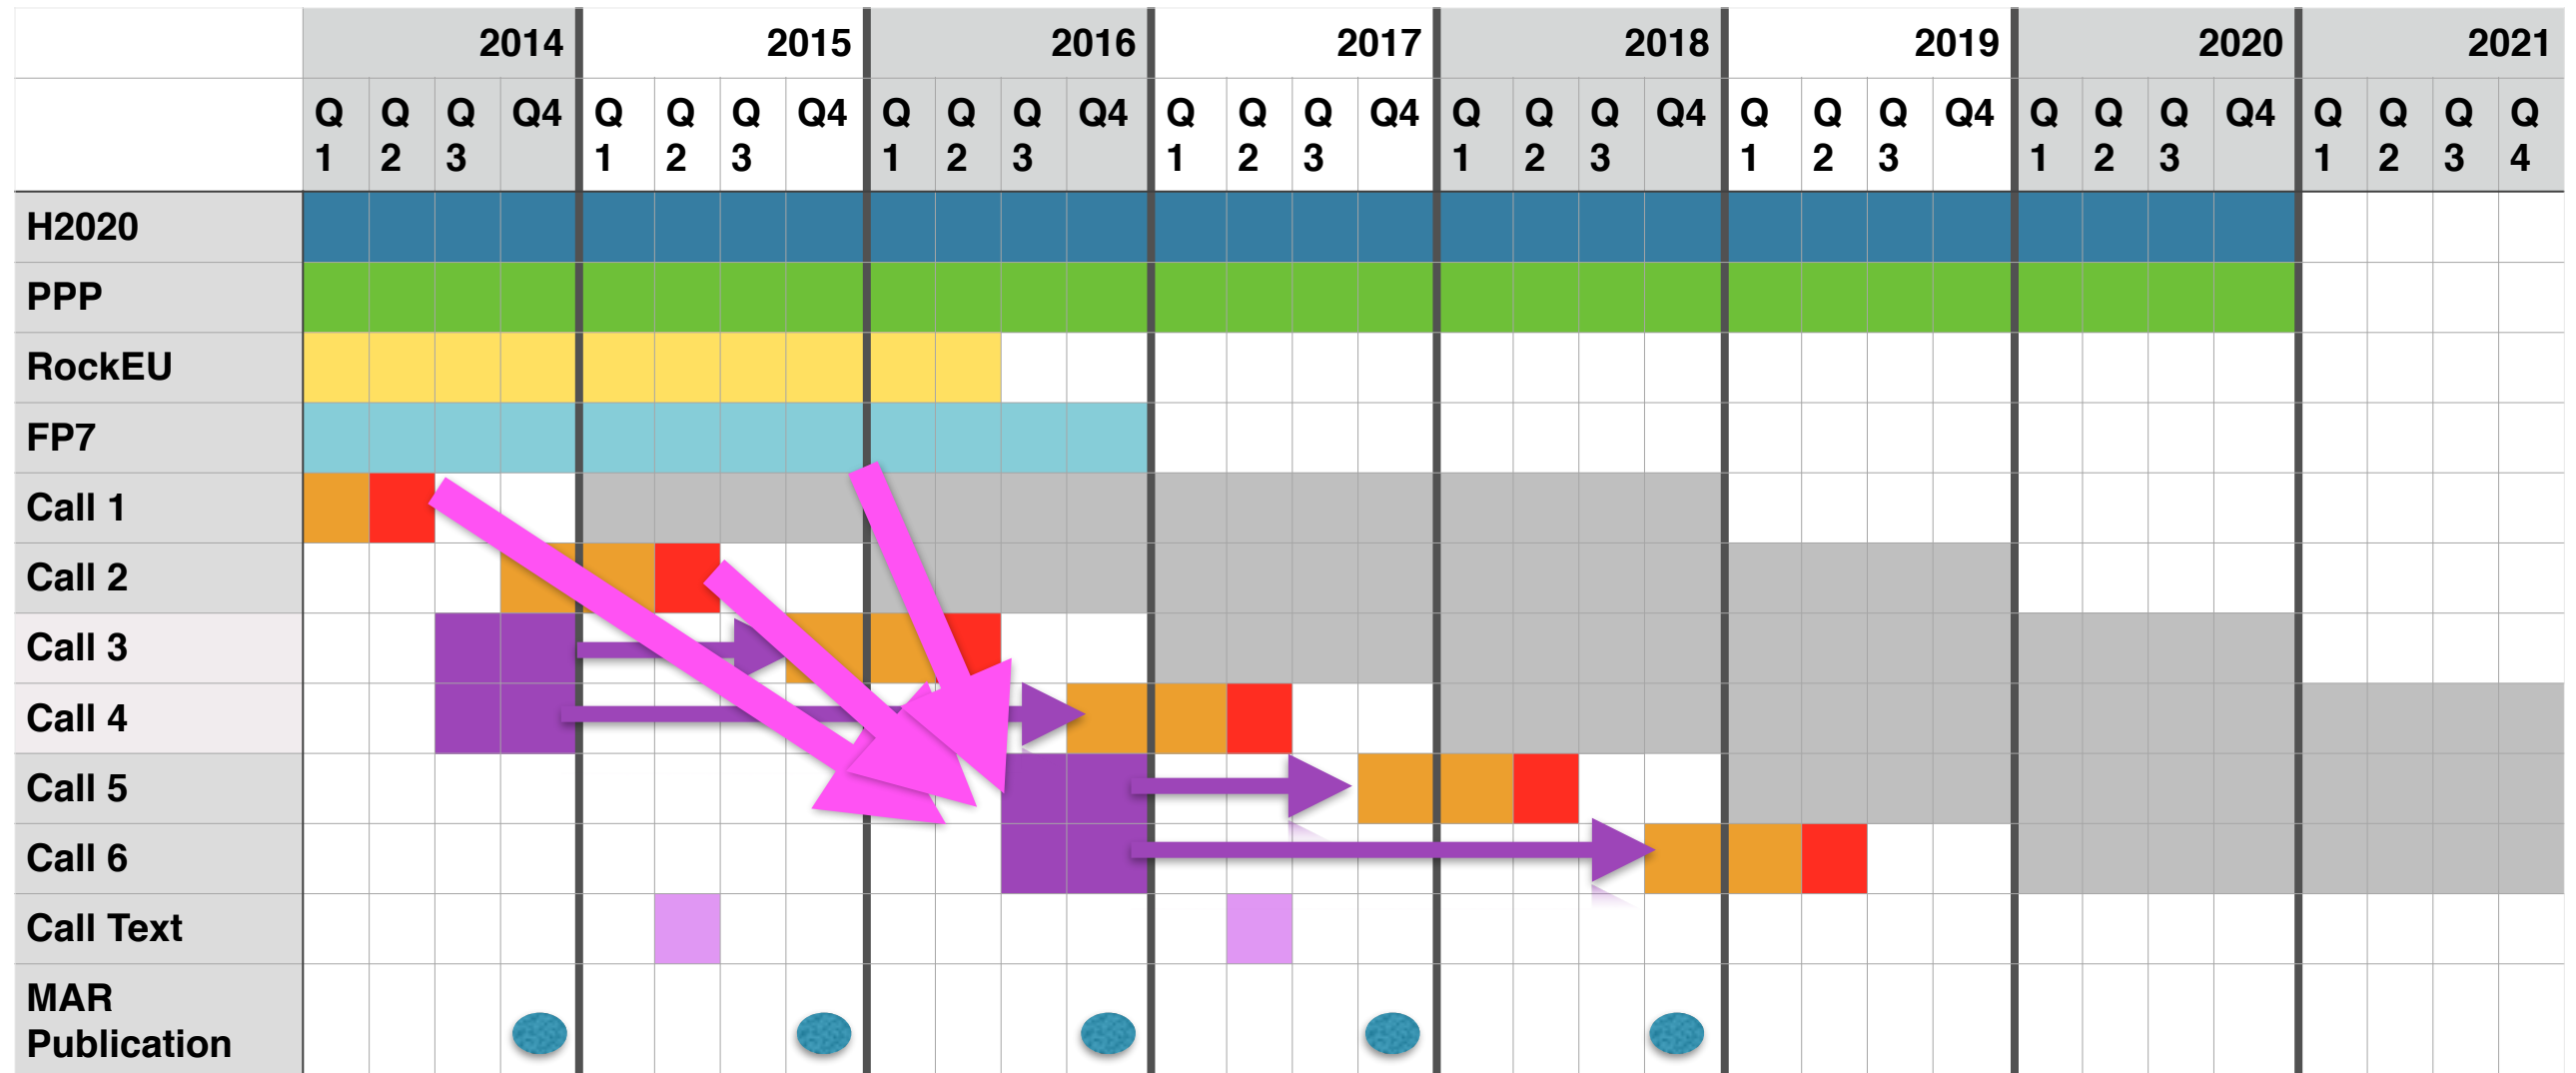 2014 2015 2016 2017 2018 2019 2020 2021
Q Q Q Q4 Q Q Q Q4 Q Q Q Q4 Q Q Q Q4 Q Q Q Q4 Q Q Q Q4 Q Q Q Q4 Q Q Q Q
1 2 3 1 2 3 1 2 3 1 2 3 1 2 3 1 2 3 1 2 3 1 2 3 4
H2020
PPP
RockEU
FP7
Call 1
Call 2
Call 3
Call 4
Call 5
Call 6
Call Text
MAR
Publication